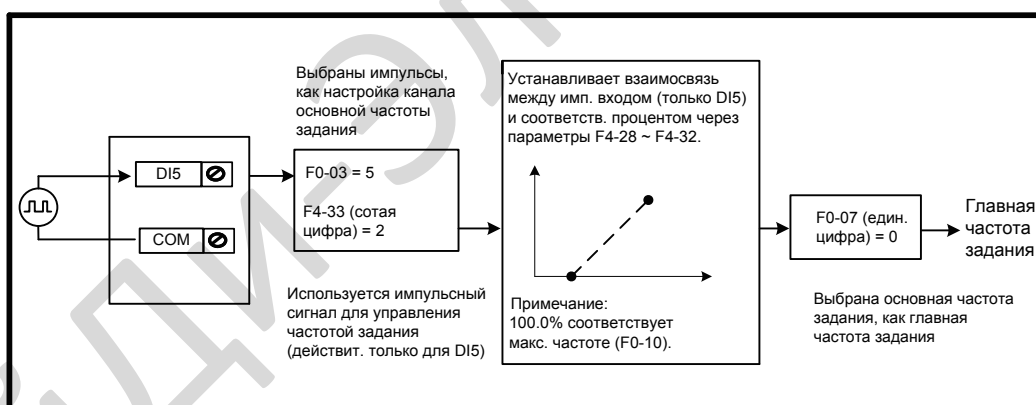 Выбраны импульсы,
как настройка канала
основной частоты
задания
DI5
COM
F0-03 = 5
F4-33 (сотая
цифра) = 2
Используется импульсный
сигнал для управления
частотой задания
(действит. только для DI5)
Устанавливает взаимосвязь
между имп. входом (только DI5)
и соответств. процентом через
параметры F4-28 ~ F4-32.
Примечание:
100.0% соответствует
макс. частоте (F0-10).
F0-07 (един.
цифра) = 0
Главная
частота
задания
Выбрана основная частота
задания, как главная
частота задания